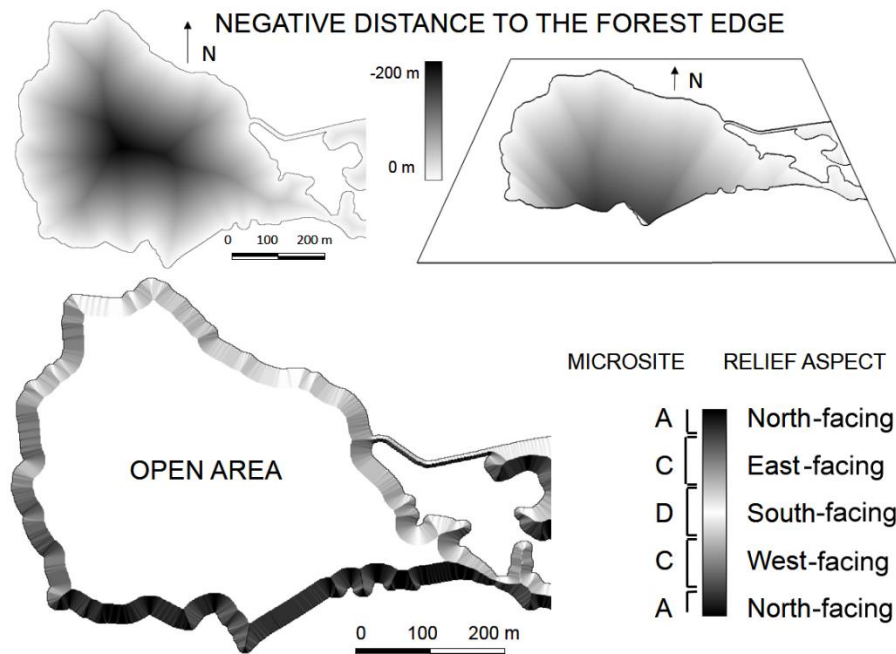 NEGATIVE DISTANCE TO THE FOREST EDGE
N
-200 m
0 m
0 100 200 m
N
OPEN AREA
0 100 200 m
MICROSITE RELIEF ASPECT
A North-facing
C East-facing
D South-facing
C West-facing
A North-facing